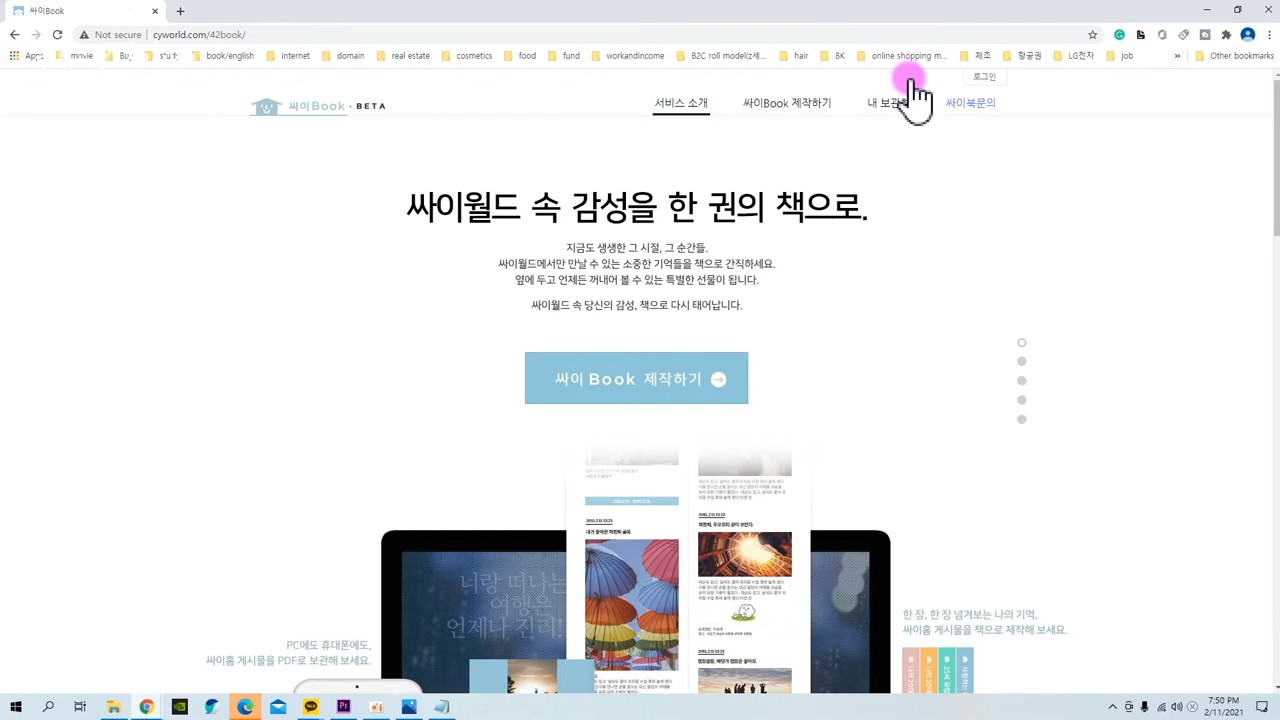 싸이Book
cyworld.com/42book/
Apps
internet
domain
rate
cosmetics
food
fund
workandincome
B2C roll model(z세...
hair
BK
online shopping m...
제조
항공권
LG전자
job
»
Other bookmarks
로그인
싸이Book · BETA
서비스 소개
싸이Book 제작하기
내 보관
싸이북문의
싸이월드 속 감성을 한 권의 책으로.
지금도 생생한 그 시절, 그 순간들.
싸이월드에서만 만날 수 있는 소중한 기억들을 책으로 간직하세요.
옆에 두고 언제든 꺼내어 볼 수 있는 특별한 선물이 됩니다.
싸이월드 속 당신의 감성, 책으로 다시 태어납니다.
싸이 Book 제작하기
PC에도 휴대폰에도,
싸이홈 게시물을 PDF로 보관해 보세요.
한 장, 한 장 넘겨보는 나의 기억,
싸이홈 게시물을 책으로 제작해 보세요.
7:50 PM
2/11/2021